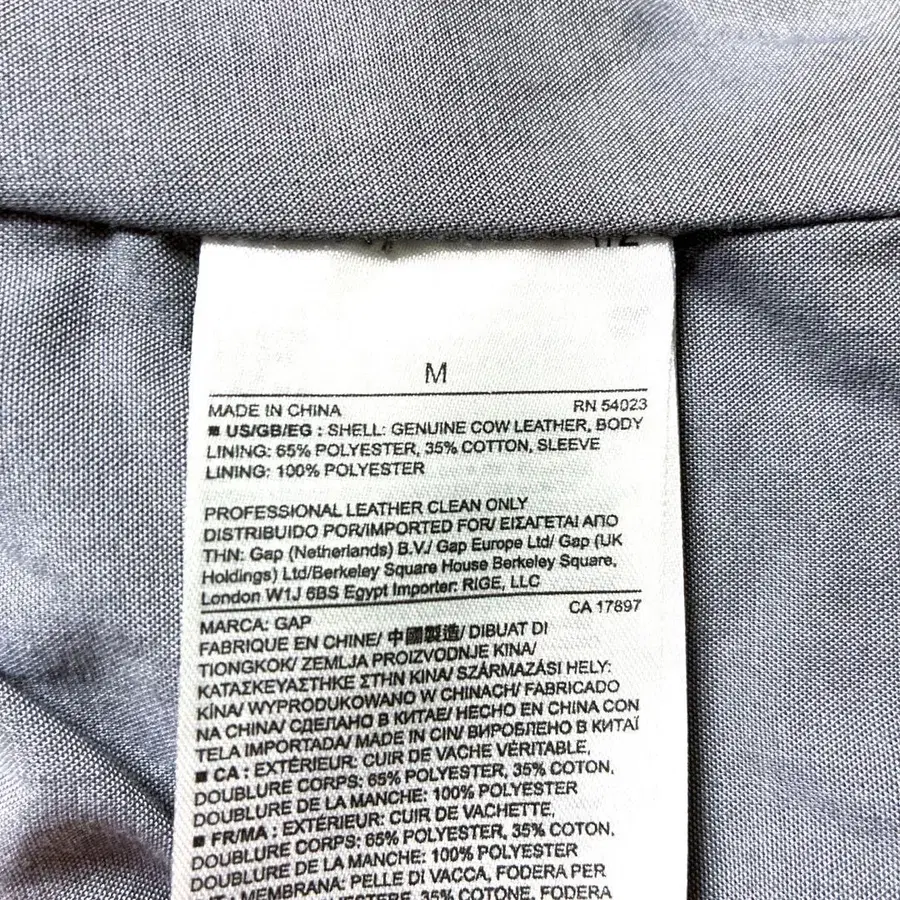 M
MADE IN CHINA RN 54023
US/GB/EG : SHELL: GENUINE COW LEATHER, BODY
LINING: 65% POLYESTER, 35% COTTON, SLEEVE
LINING: 100% POLYESTER
PROFESSIONAL LEATHER CLEAN ONLY
DISTRIBUIDO POR/IMPORTED FOR/ ΕΙΣΑΓΕΤΑΙ ΑΠΟ
ΤΗΝ: Gap (Netherlands) B.V./ Gap Europe Ltd/ Gap (UK
Holdings) Ltd/Berkeley Square House Berkeley Square,
London W1J 6BS Egypt Importer: RIGE, LLC
MARCA: GAP CA 17897
FABRIQUE EN CHINE/ 中國製造/ DIBUAT DI
TIONGKOK/ ZEMLJA PROIZVODNJE KINA/
ΚΑΤΑΣΚΕΥΑΣΤΗΚΕ ΣΤΗΝ ΚΙΝΑ/ SZÁRMAZÁSI HELY:
KÍNA/ WYPRODUKOWANO W CHINACH/ FABRICADO
NA CHINA/ СДЕЛАНО В КИТАЕ/ HECHO EN CHINA CON
TELA IMPORTADA/ MADE IN CIN/ ВИРОБЛЕНО В КИТАЇ
CA : EXTÉRIEUR: CUIR DE VACHE VÉRITABLE,
DOUBLURE CORPS: 65% POLYESTER, 35% COTON,
DOUBLURE DE LA MANCHE: 100% POLYESTER
FR/MA : EXTÉRIEUR: CUIR DE VACHETTE,
DOUBLURE CORPS: 65% POLYESTER, 35% COTON,
DOUBLURE DE LA MANCHE: 100% POLYESTER
MEMBRANA: PELLE DI VACCA, FODERA PER
35% COTONE, FODERA